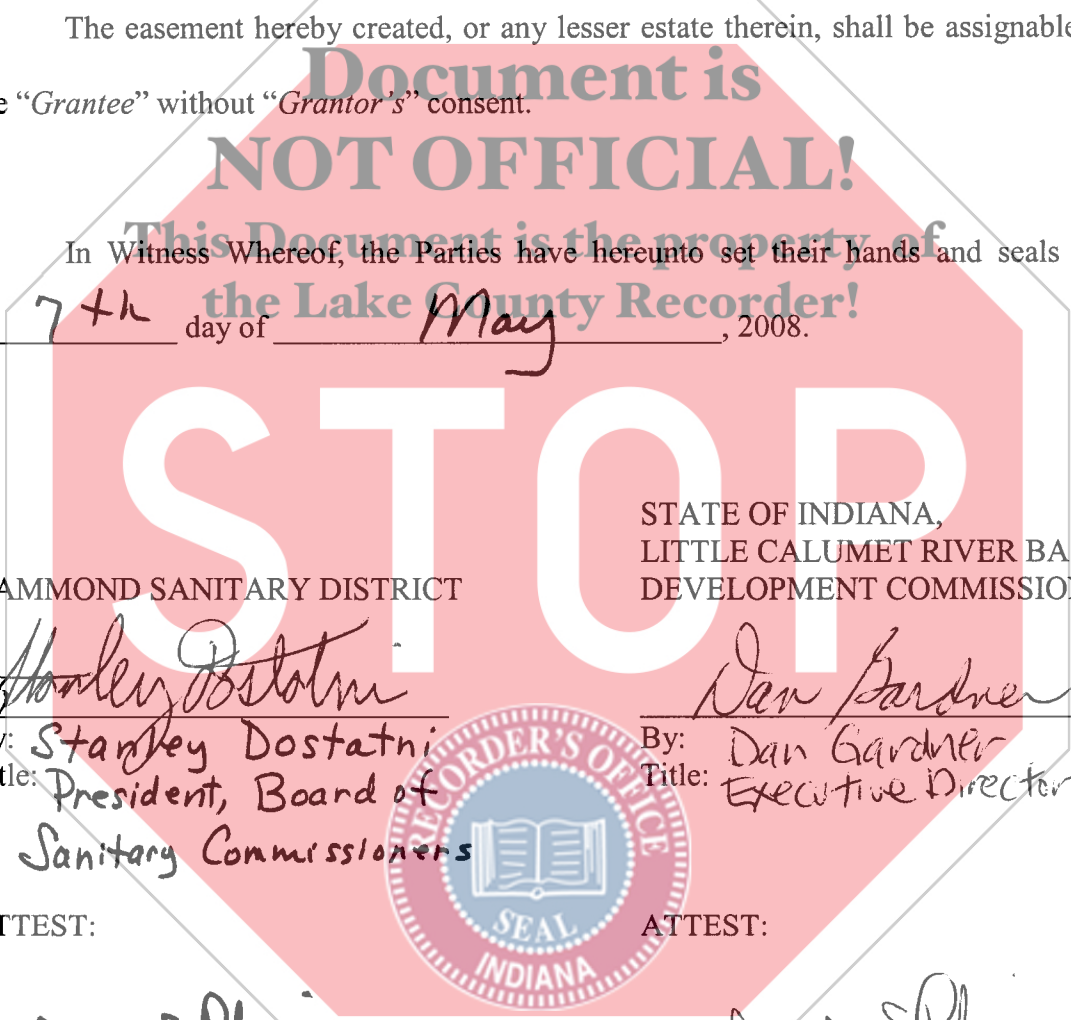 The easement hereby created, or any lesser estate therein, shall be assignable
Document is
e “Grantee” without “Grantor's” consent.
NOT OFFICIAL!
This Document is the property of
In Witness Whereof, the Parties have hereunto set their hands and seals
the Lake County Recorder!
7th day of May, 2008.
STOP
STATE OF INDIANA,
LITTLE CALUMET RIVER BA
AMMOND SANITARY DISTRICT
DEVELOPMENT COMMISSIO
Stanley Dostatni
Dan Gardner
y: Stanley Dostatni
By: Dan Gardner
tle: President, Board of
Title: Executive Director
Sanitary Commissioners
RECORDER'S OFFICE
SEAL
INDIANA
TTEST:
ATTEST: